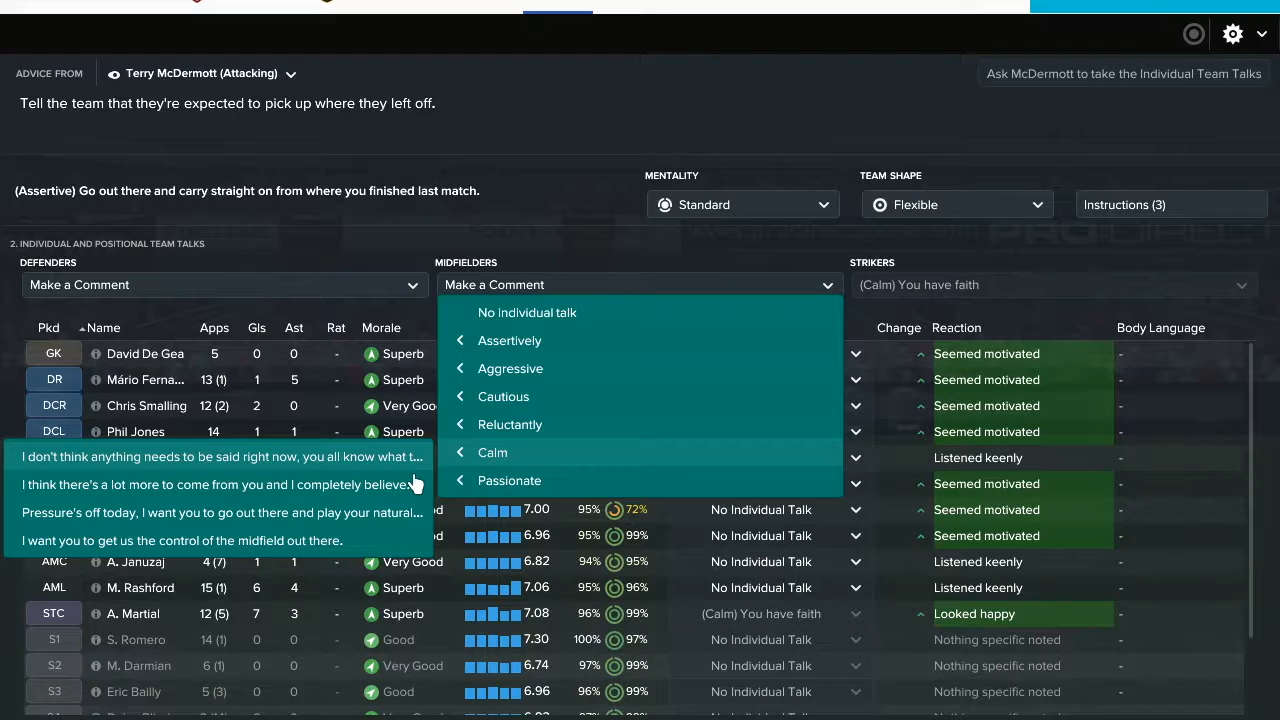 ADVICE FROM Terry McDermott (Attacking) Ask McDermott to take the Individual Team Talks
Tell the team that they're expected to pick up where they left off.
MENTALITY TEAM SHAPE
(Assertive) Go out there and carry straight on from where you finished last match. Standard Flexible Instructions (3)
2. INDIVIDUAL AND POSITIONAL TEAM TALKS
DEFENDERS MIDFIELDERS STRIKERS
Make a Comment Make a Comment (Calm) You have faith
No individual talk
Assertively
Aggressive
Cautious
Reluctantly
Calm
Passionate
I don't think anything needs to be said right now, you all know what t...
I think there's a lot more to come from you and I completely believe
Pressure's off today, I want you to go out there and play your natural...
I want you to get us the control of the midfield out there.
Pkd Name Apps Gls Ast Rat Morale Change Reaction Body Language
GK David De Gea 5 0 0 - Superb Seemed motivated -
DR Mário Ferna... 13 (1) 1 5 - Superb Seemed motivated -
DCR Chris Smalling 12 (2) 2 0 - Very Good Seemed motivated -
DCL Phil Jones 14 1 1 - Superb Seemed motivated -
Listened keenly -
Seemed motivated -
7.00 95% 72% No Individual Talk Seemed motivated -
6.96 95% 99% No Individual Talk Seemed motivated -
AMC A. Januzaj 4 (7) 1 1 - Very Good 6.82 94% 95% No Individual Talk Listened keenly -
AML M. Rashford 15 (1) 6 4 - Superb 7.06 95% 96% No Individual Talk Listened keenly -
STC A. Martial 12 (5) 7 3 - Superb 7.08 96% 99% (Calm) You have faith Looked happy -
S1 S. Romero 14 (1) 0 0 - Good 7.30 100% 97% No Individual Talk Nothing specific noted -
S2 M. Darmian 6 (1) 0 0 - Very Good 6.74 97% 99% No Individual Talk Nothing specific noted -
S3 Eric Bailly 5 (3) 0 0 - Good 6.96 96% 99% No Individual Talk Nothing specific noted -